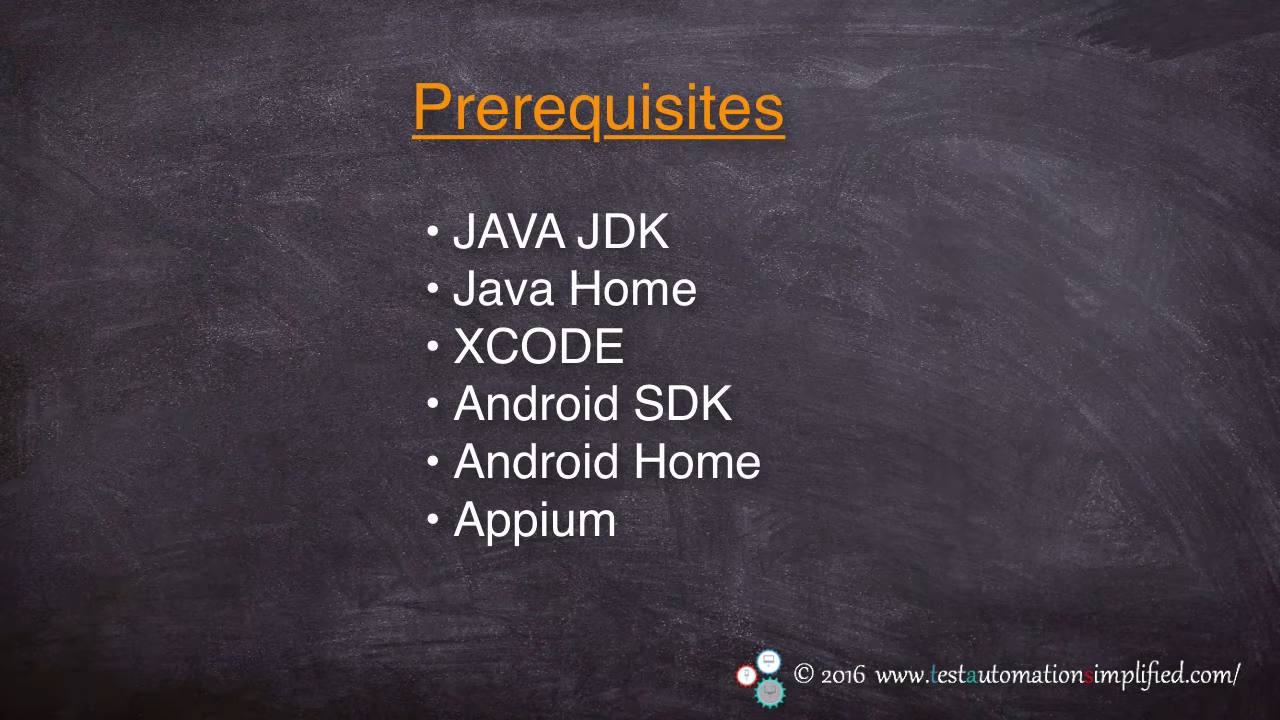 Prerequisites
• JAVA JDK
• Java Home
• XCODE
• Android SDK
• Android Home
• Appium
© 2016 www.testautomationsimplified.com/